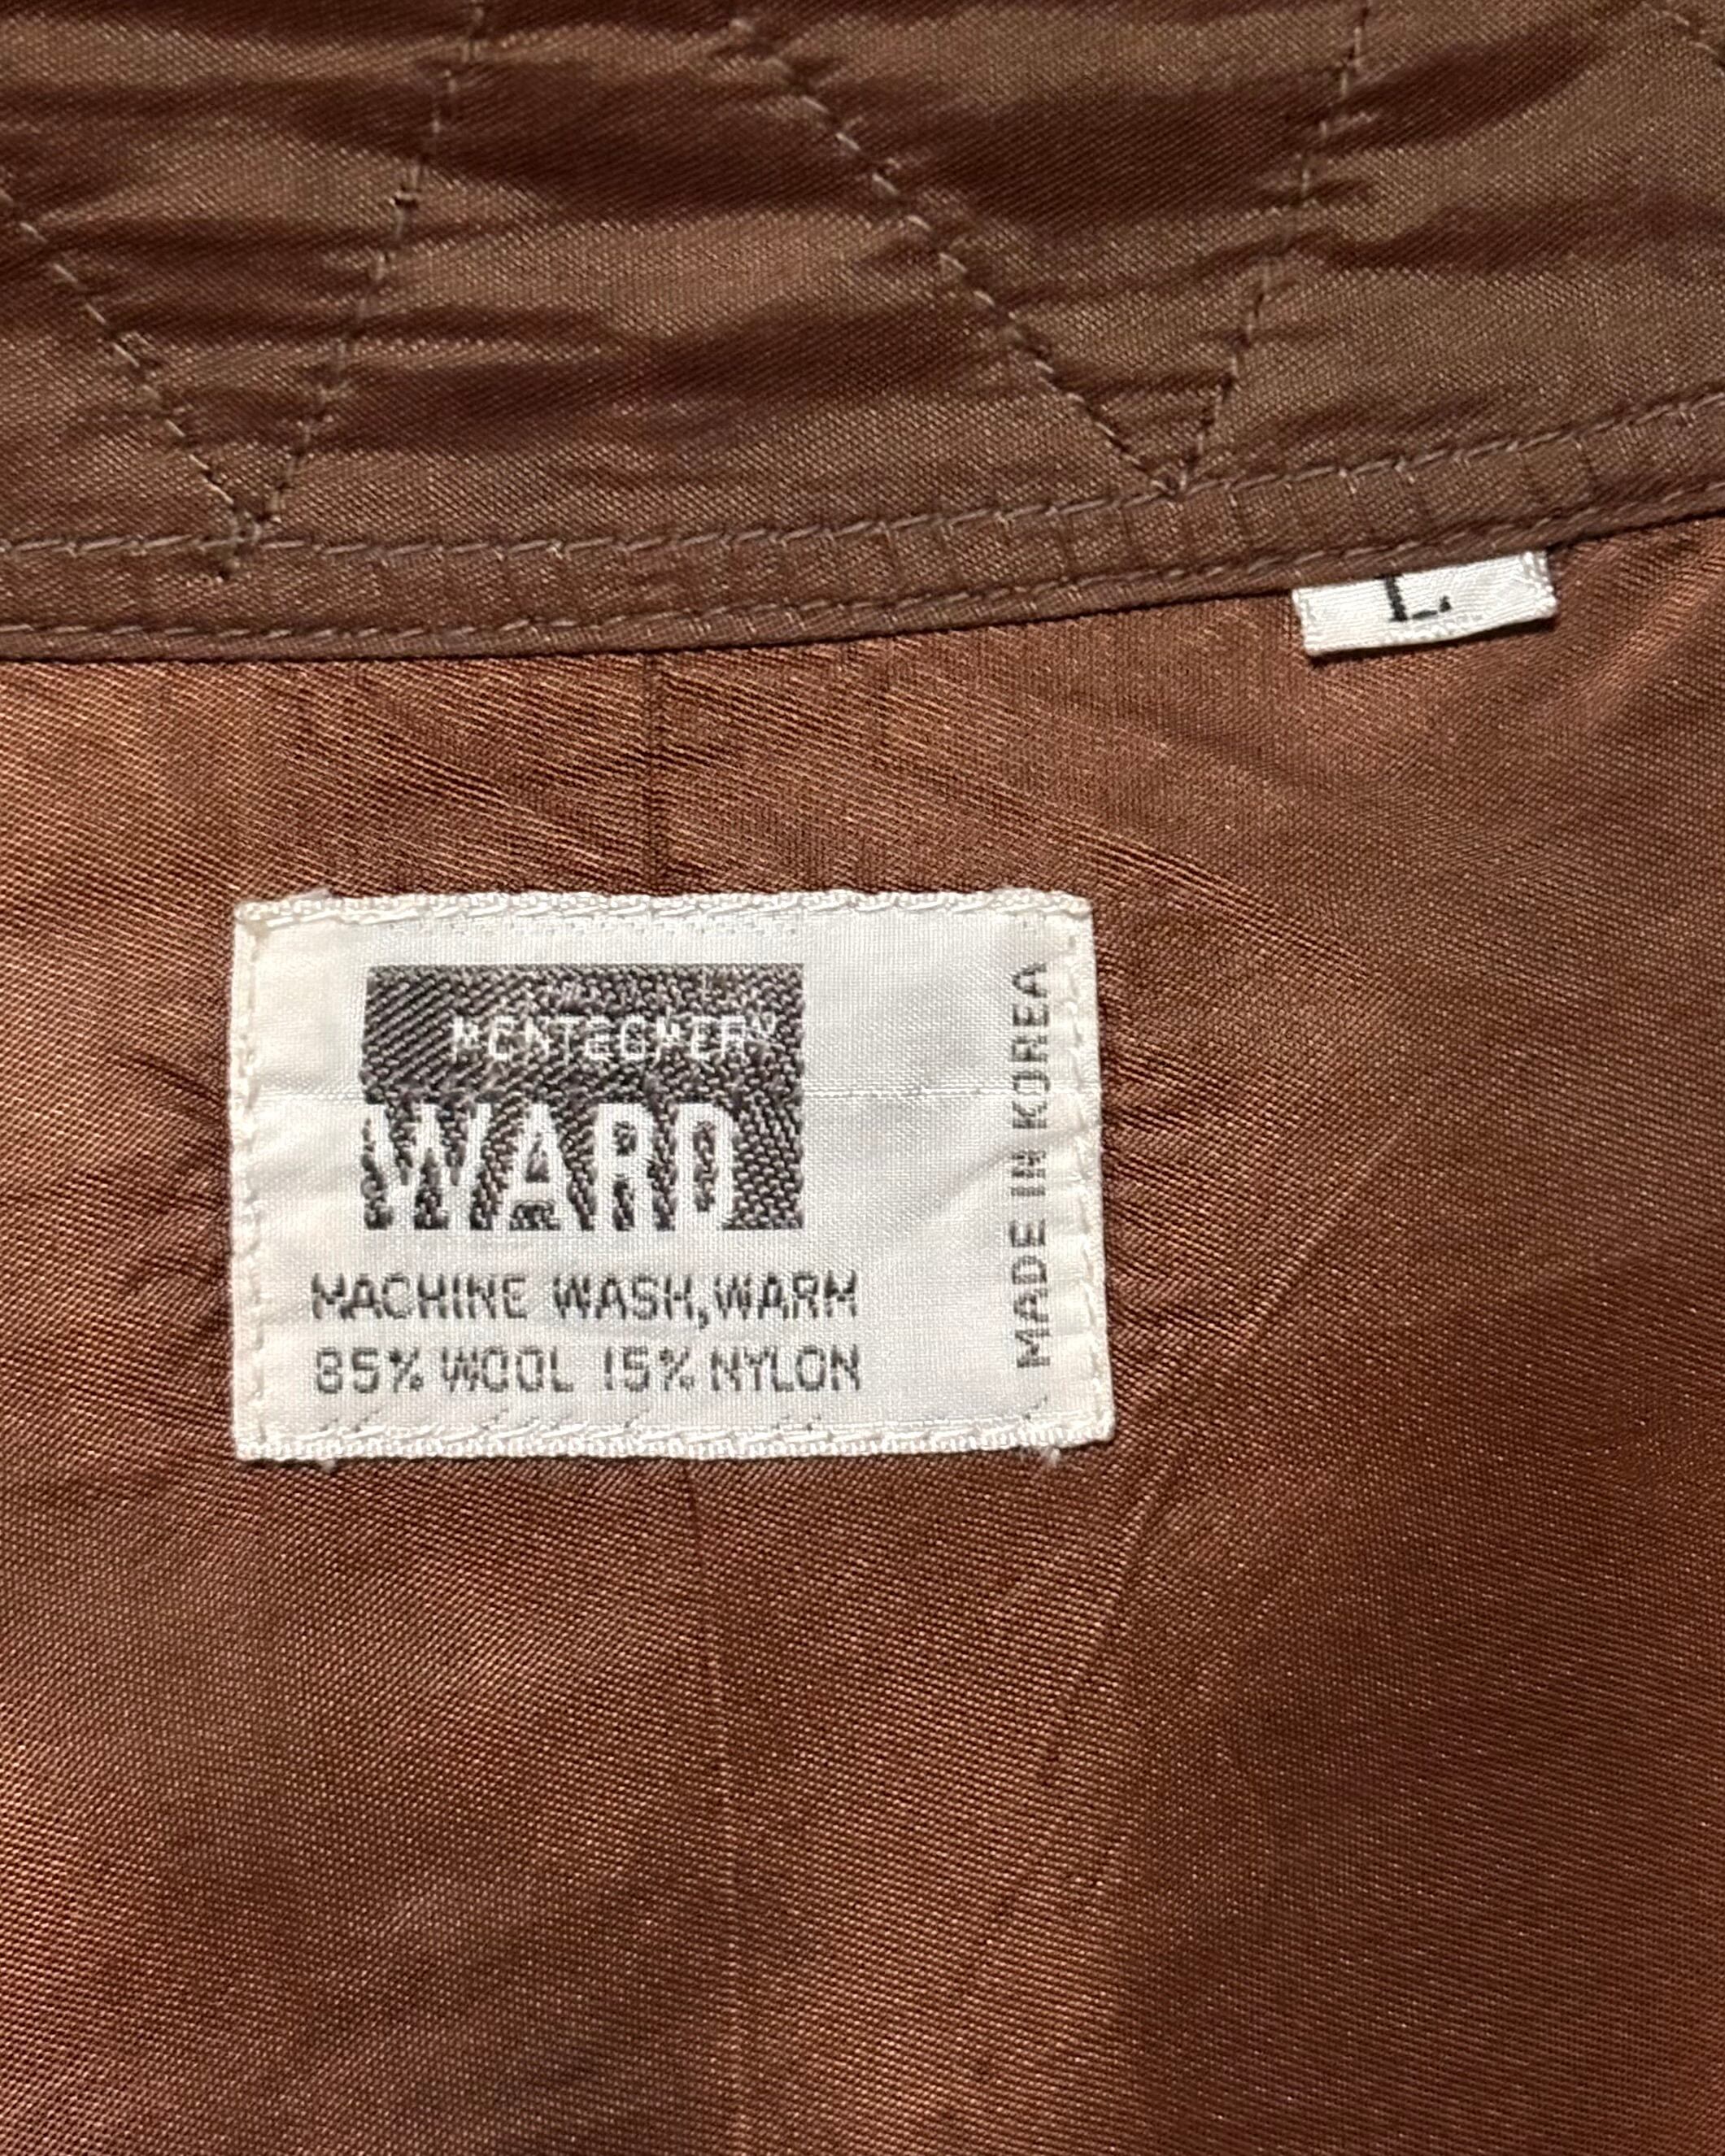 L
MONTGOMERY
WARD
MACHINE WASH, WARM
85% WOOL 15% NYLON
MADE IN KOREA